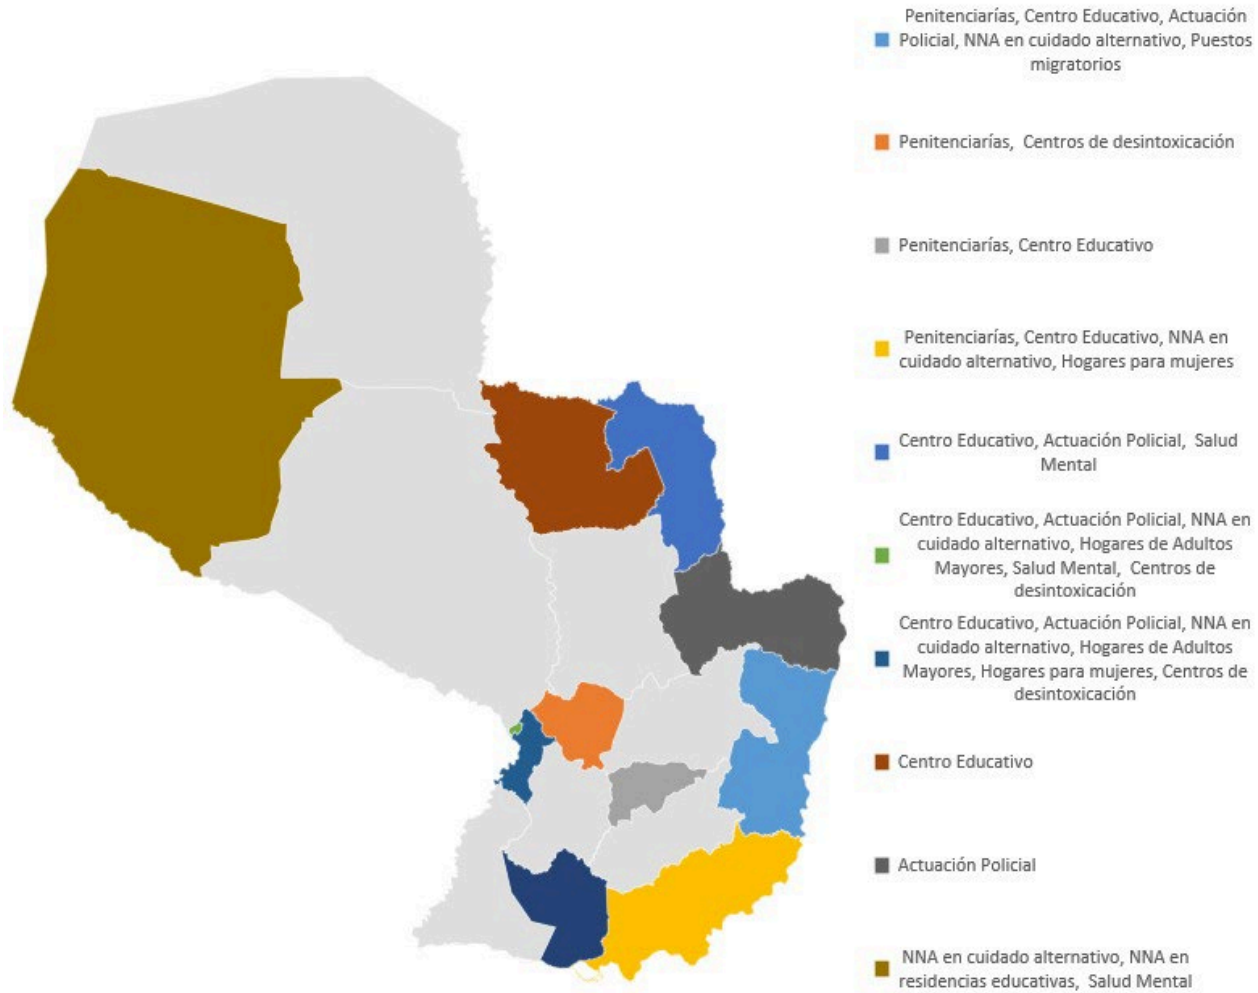 Penitenciarías, Centro Educativo, Actuación
Policial, NNA en cuidado alternativo, Puestos
migratorios
Penitenciarías, Centros de desintoxicación
Penitenciarías, Centro Educativo
Penitenciarías, Centro Educativo, NNA en
cuidado alternativo, Hogares para mujeres
Centro Educativo, Actuación Policial, Salud
Mental
Centro Educativo, Actuación Policial, NNA en
cuidado alternativo, Hogares de Adultos
Mayores, Salud Mental, Centros de
desintoxicación
Centro Educativo, Actuación Policial, NNA en
cuidado alternativo, Hogares de Adultos
Mayores, Hogares para mujeres, Centros de
desintoxicación
Centro Educativo
Actuación Policial
NNA en cuidado alternativo, NNA en
residencias educativas, Salud Mental